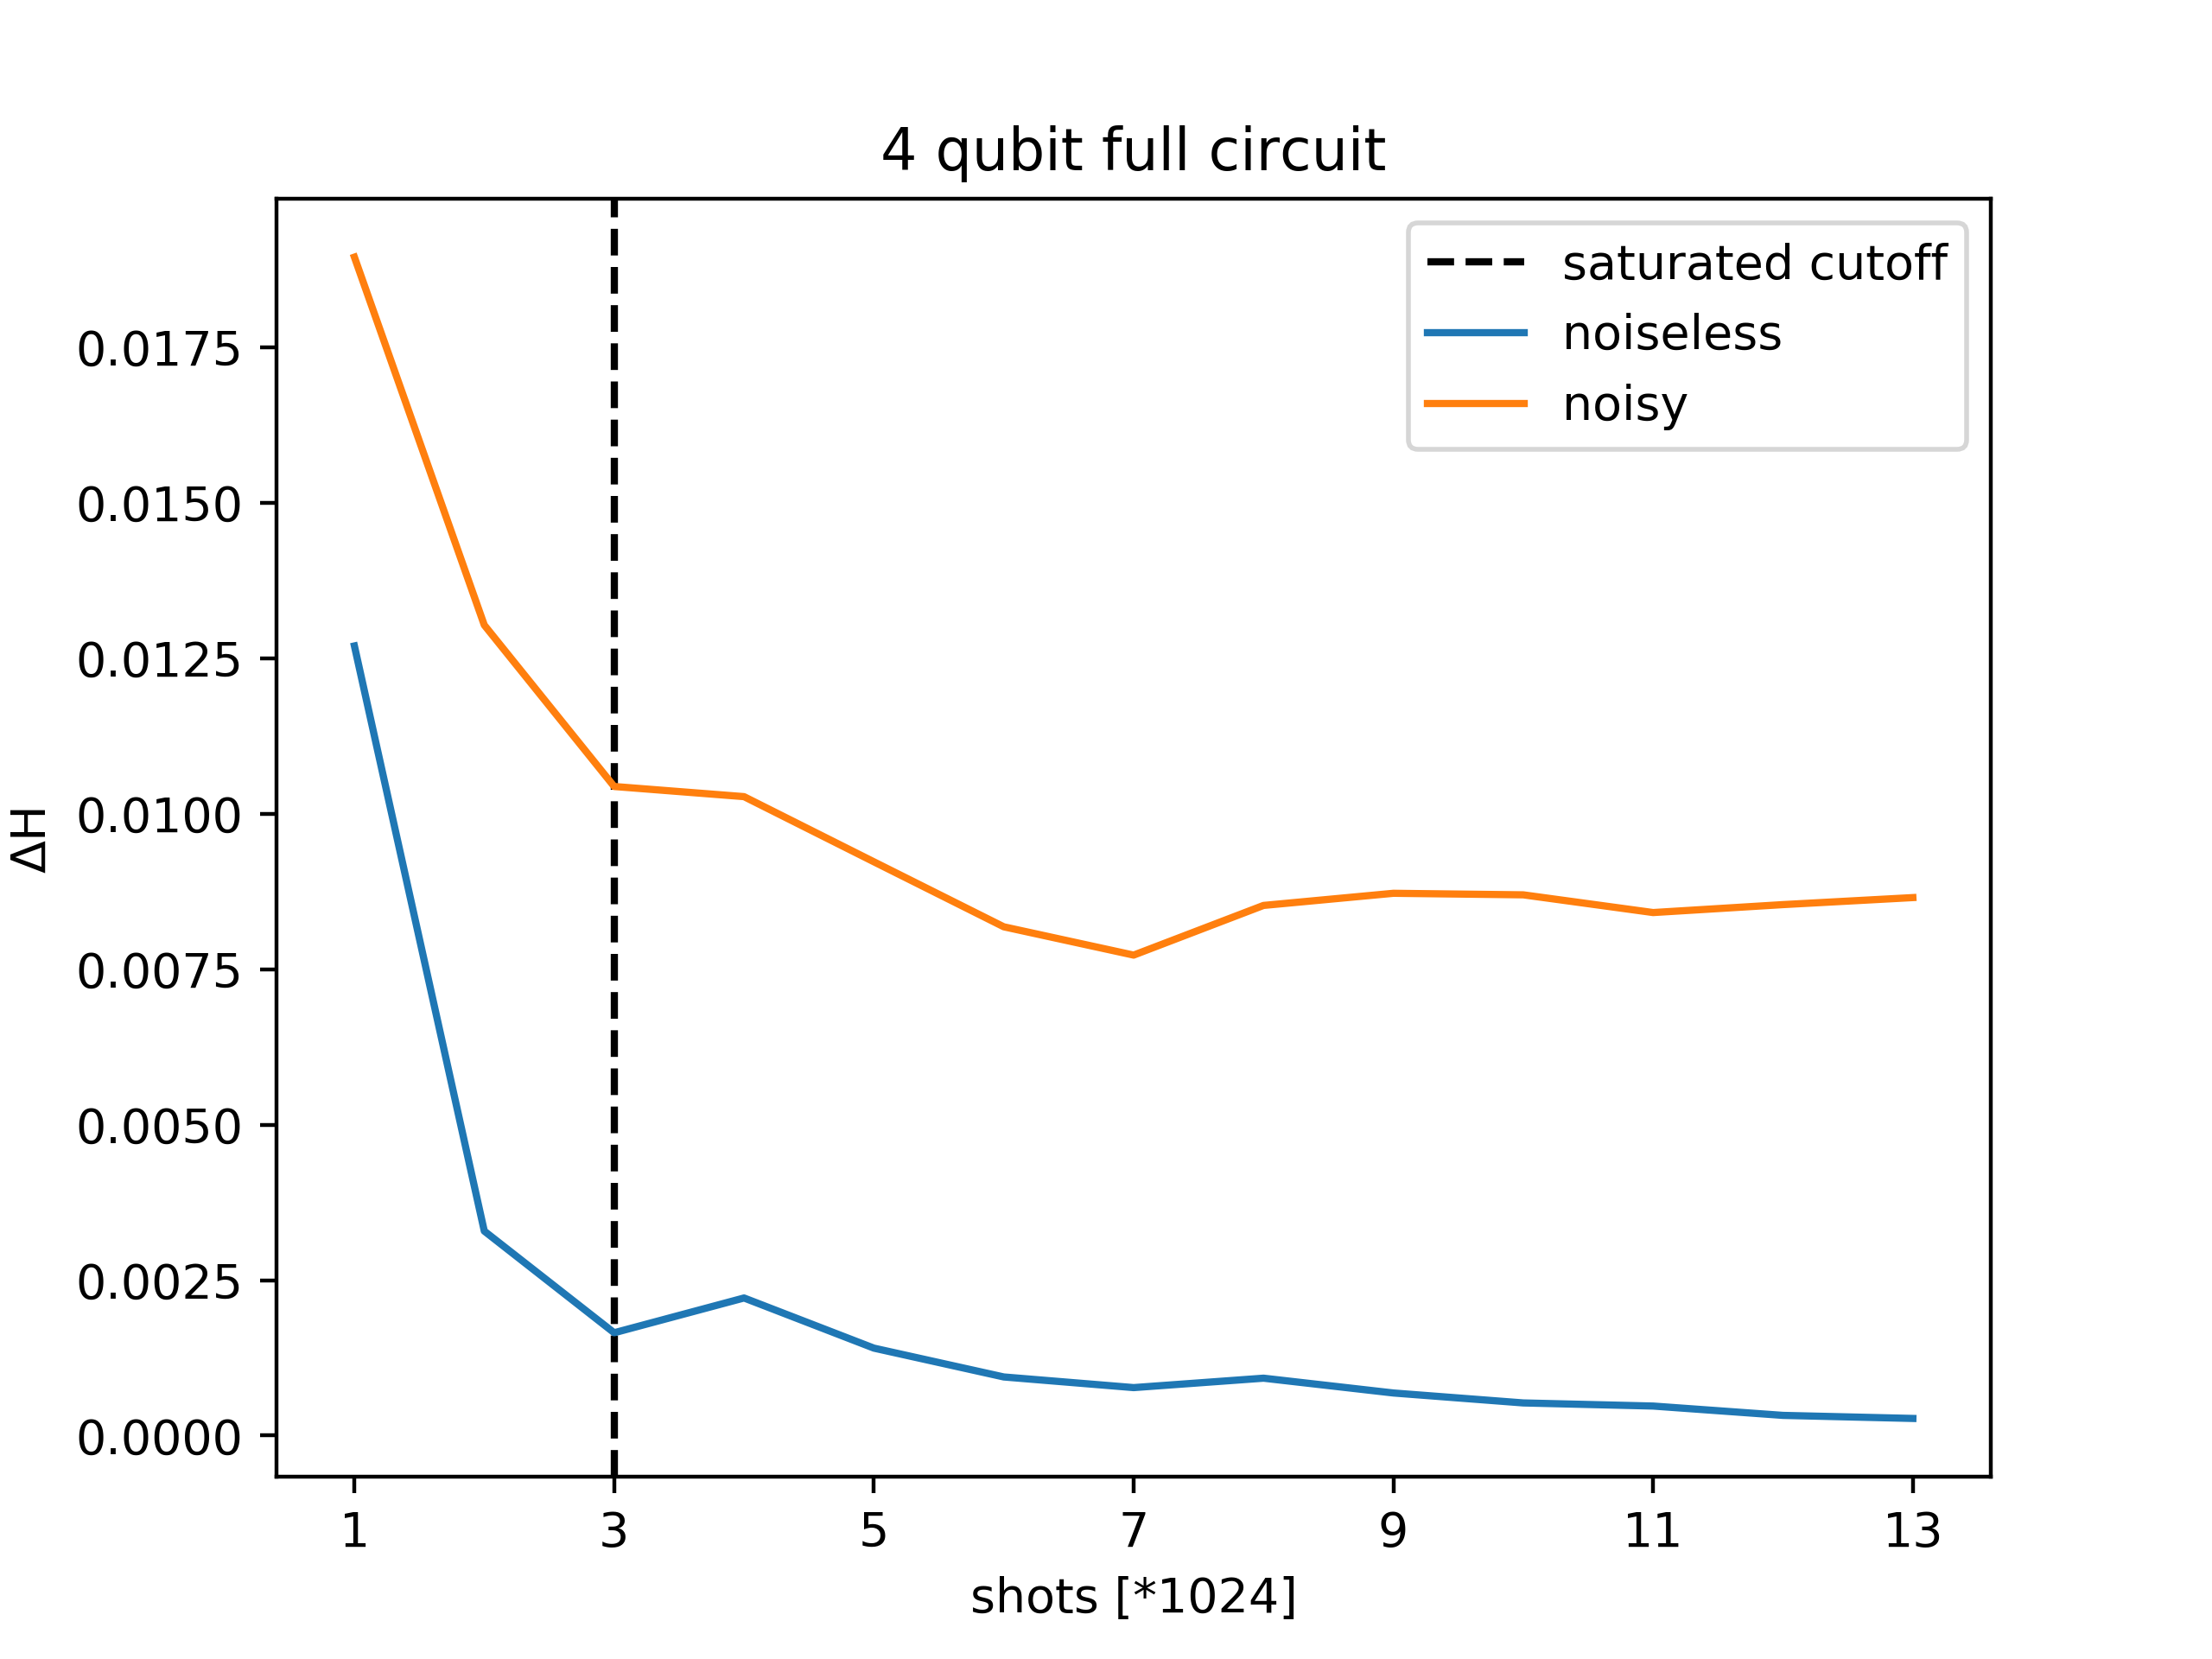 4 qubit full circuit
saturated cutoff
noiseless
noisy
0.0175
0.0150
0.0125
0.0100
0.0075
0.0050
0.0025
0.0000
ΔH
1 3 5 7 9 11 13
shots [*1024]